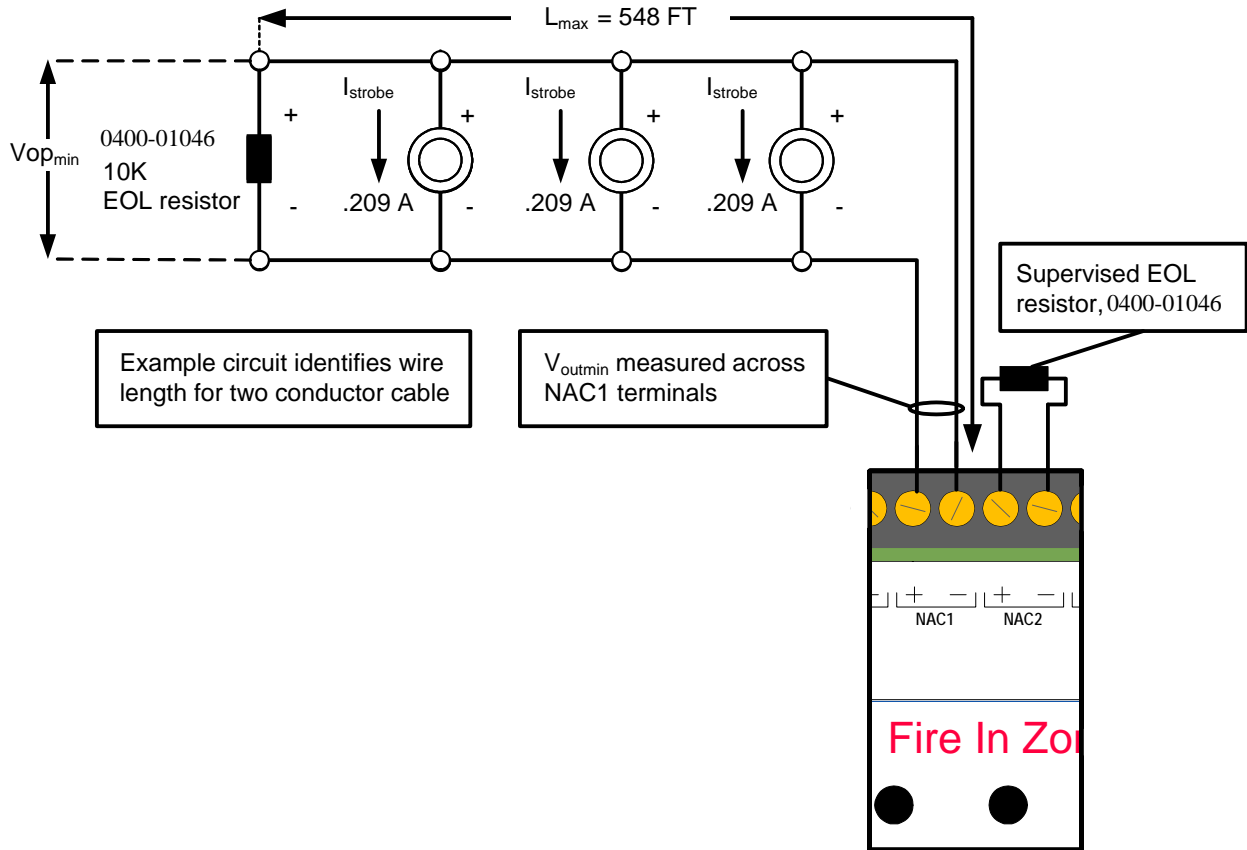 Lmax = 548 FT
Istrobe
Istrobe
Istrobe
+
+
+
+
Vopmin
0400-01046
10K
EOL resistor
-
.209 A
-
.209 A
-
.209 A
-
Supervised EOL
resistor, 0400-01046
Example circuit identifies wire
length for two conductor cable
Voutmin measured across
NAC1 terminals
+ − + −
NAC1
NAC2
Fire In Zo